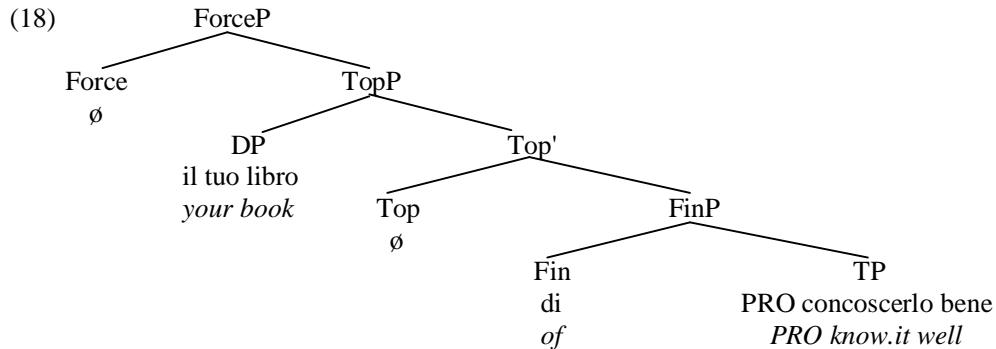 (18) ForceP
Force TopP
ø
DP Top'
il tuo libro
your book Top FinP
ø
Fin TP
di PRO concoscerlo bene
of PRO know.it well